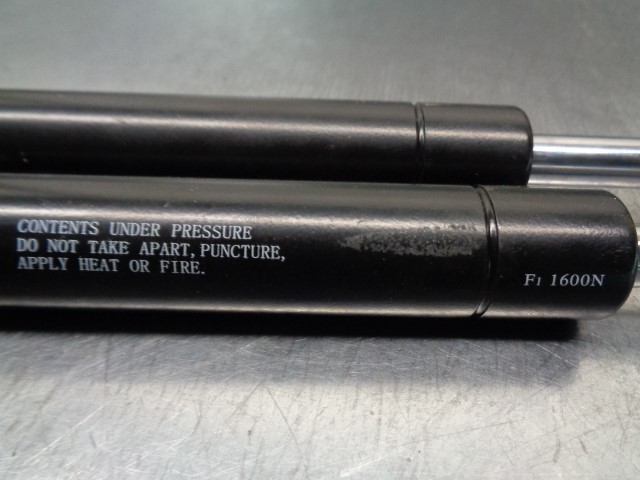 CONTENTS UNDER PRESSURE
DO NOT TAKE APART, PUNCTURE,
APPLY HEAT OR FIRE.
F1 1600N